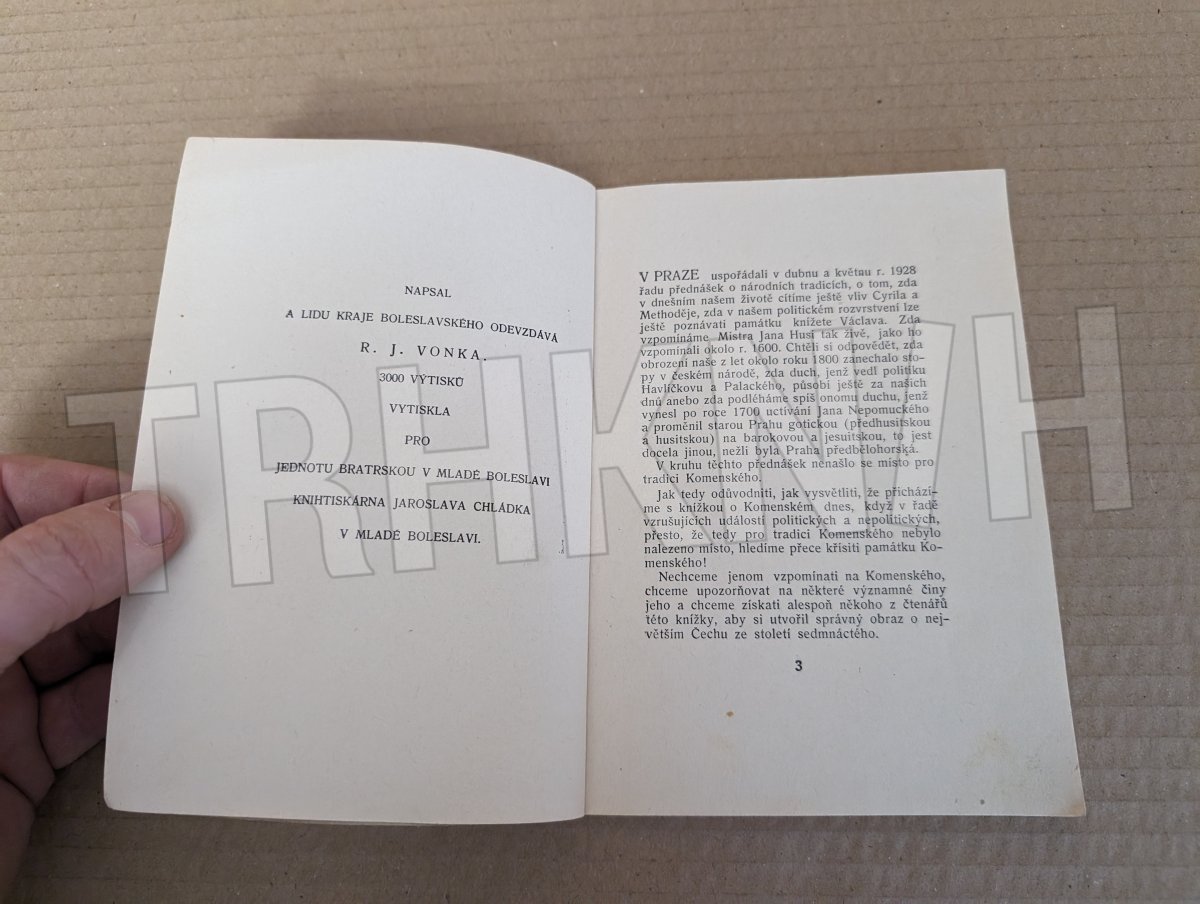 NAPSAL
A LIDU KRAJE BOLESLAVSKÉHO ODEVZDÁVÁ
R. J. VONKA.
3000 VÝTISKŮ
VYTISKLA
PRO
JEDNOTU BRATRSKOU V MLADÉ BOLESLAVI
KNIHTISKÁRNA JAROSLAVA CHLÁDKA
V MLADÉ BOLESLAVI.
V PRAZE uspořádali v dubnu a květnu r. 1928
řadu přednášek o národních tradicích, o tom, zda
v dnešním našem životě cítíme ještě vliv Cyrila a
Methoděje, zda v našem politickém rozvrstvení lze
ještě poznávati památku knížete Václava. Zda
vzpomínáme Mistra Jana Husi tak živě, jako ho
vzpomínali okolo r. 1600. Chtěli si odpovědět, zda
obrození naše z let okolo roku 1800 zanechalo sto-
py v českém národě, zda duch, jenž vedl politiku
Havlíčkovu a Palackého, působí ještě za našich
dnů anebo zda podléháme spíš onomu duchu, jenž
vynesl po roce 1700 uctívání Jana Nepomuckého
a proměnil starou Prahu gotickou (předhusitskou
a husitskou) na barokovou a jesuitskou, to jest
docela jinou, nežli byla Praha předbělohorská.
V kruhu těchto přednášek nenašlo se místo pro
tradici Komenského.
Jak tedy odůvodniti, jak vysvětliti, že přichází-
me s knížkou o Komenském dnes, když v řadě
vzrušujících událostí politických a nepolitických,
přesto, že tedy pro tradici Komenského nebylo
nalezeno místo, hledíme přece křísiti památku Ko-
menského!
Nechceme jenom vzpomínati na Komenského,
chceme upozorňovat na některé významné činy
jeho a chceme získati alespoň někoho z čtenářů
této knížky, aby si utvořil správný obraz o nej-
větším Čechu ze století sedmnáctého.
3
TRHKNIH